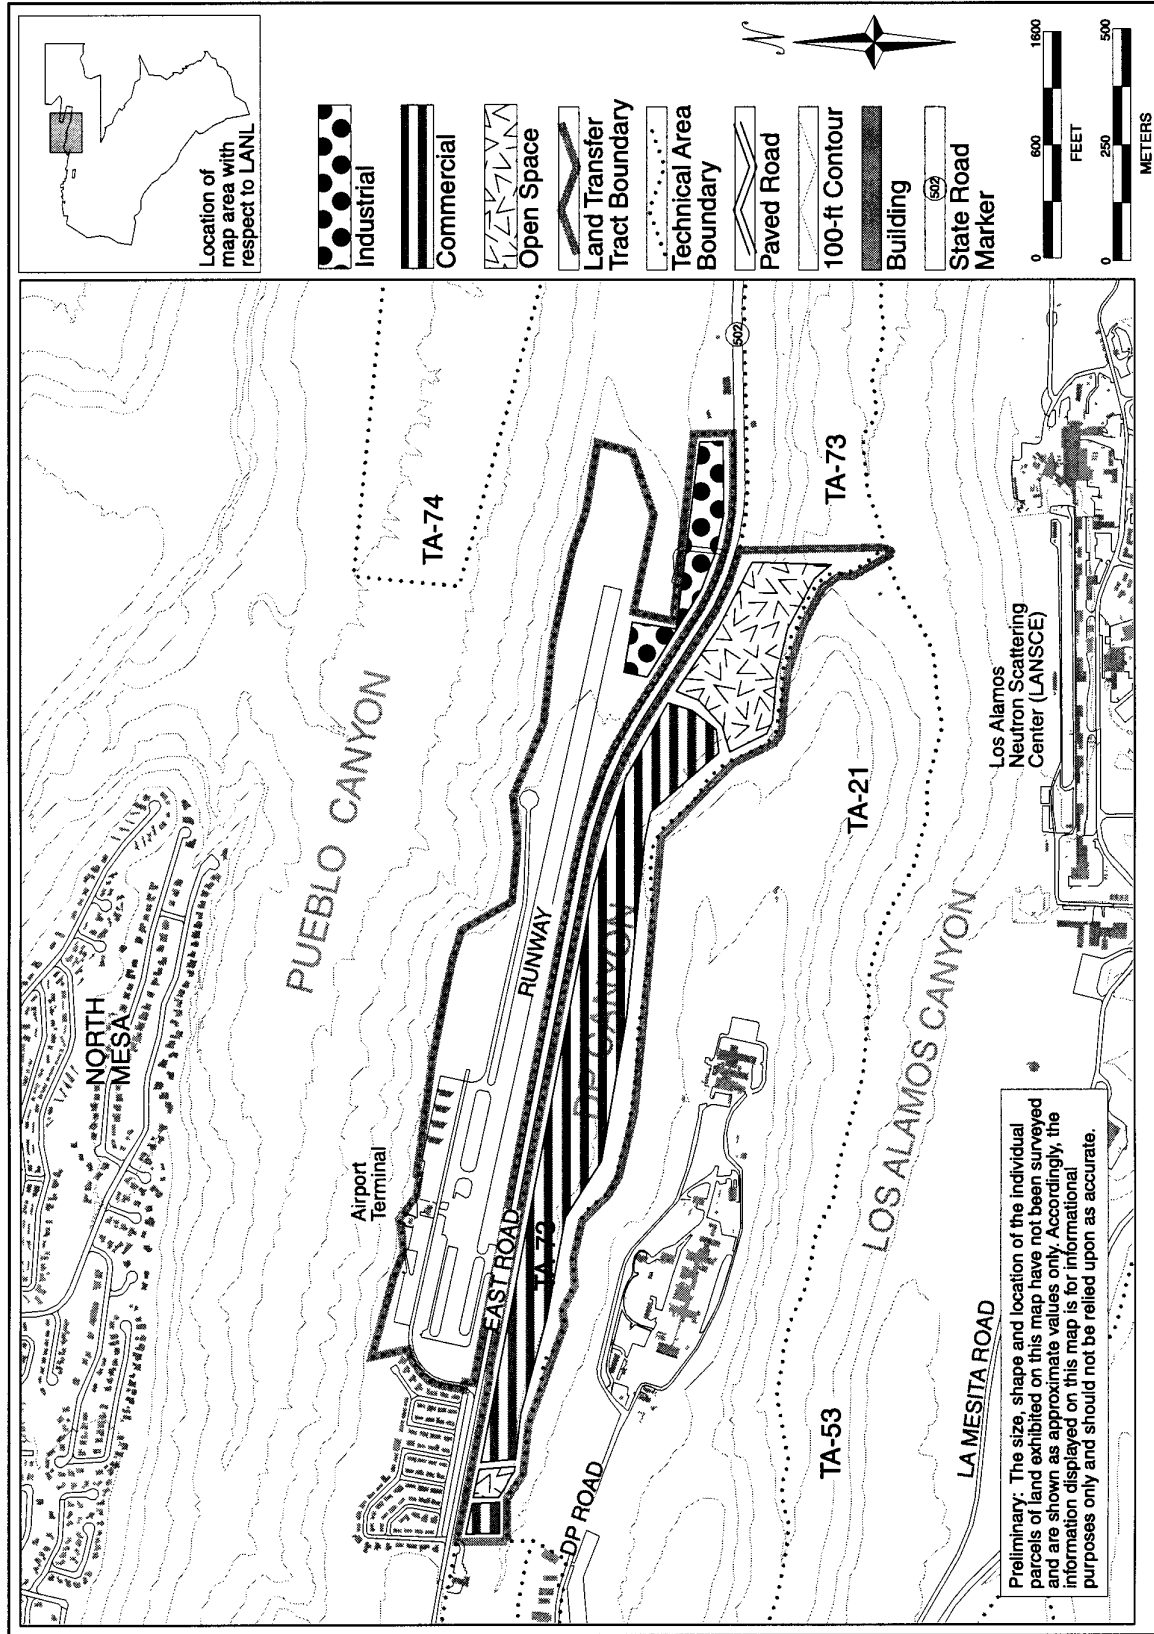 Location of
map area with
respect to LANL
Industrial
Commercial
Open Space
Land Transfer
Tract Boundary
Technical Area
Boundary
Paved Road
100-ft Contour
Building
502
State Road
Marker
N
0 600 1600
FEET
0 250 500
METERS
NORTH
MESA
PUEBLO CANYON
TA-74
Airport
Terminal
RUNWAY
EAST ROAD
TA-73
DP CANYON
502
TA-73
DP ROAD
TA-21
TA-53
LOS ALAMOS CANYON
Los Alamos
Neutron Scattering
Center (LANSCE)
LA MESITA ROAD
Preliminary: The size, shape and location of the individual
parcels of land exhibited on this map have not been surveyed
and are shown as approximate values only. Accordingly, the
information displayed on this map is for informational
purposes only and should not be relied upon as accurate.